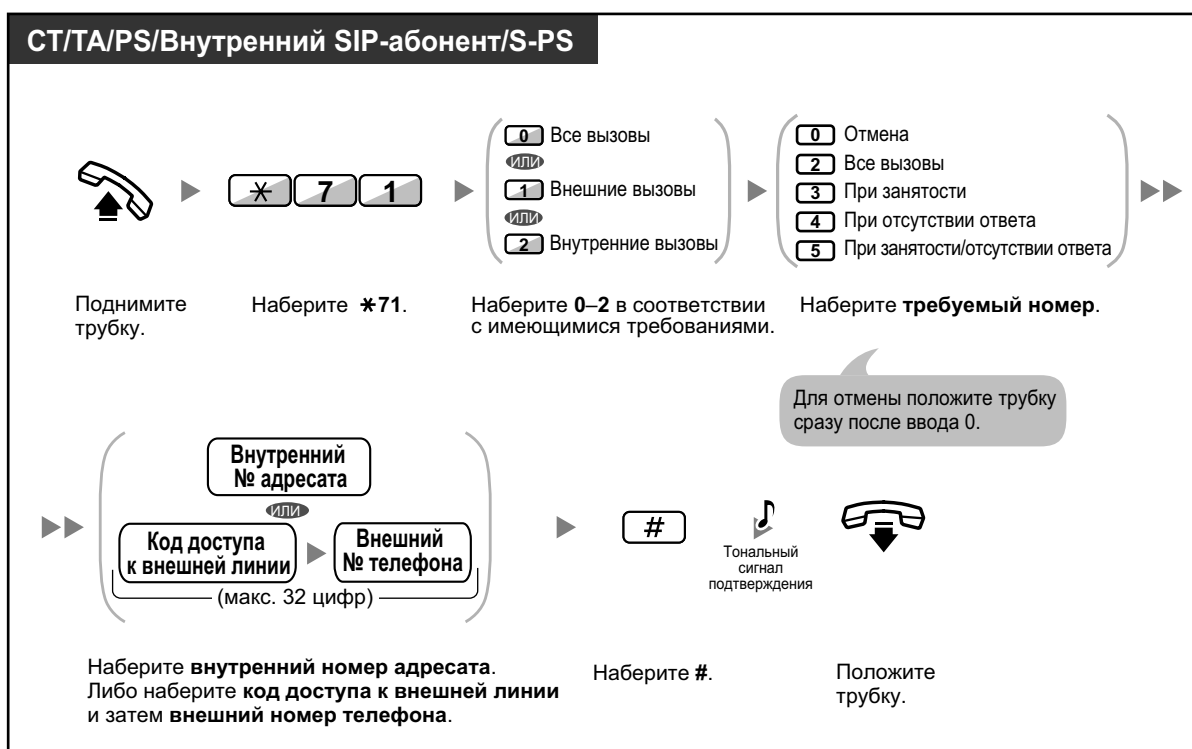 СТ/ТА/PS/Внутренний SIP-абонент/S-PS
0 Все вызовы
ИЛИ
1 Внешние вызовы
ИЛИ
2 Внутренние вызовы
0 Отмена
2 Все вызовы
3 При занятости
4 При отсутствии ответа
5 При занятости/отсутствии ответа
✳ 7 1
Поднимите
трубку.
Наберите ✳71.
Наберите 0–2 в соответствии
с имеющимися требованиями.
Наберите требуемый номер.
Для отмены положите трубку
сразу после ввода 0.
Внутренний
№ адресата
ИЛИ
Код доступа
к внешней линии
Внешний
№ телефона
(макс. 32 цифр)
#
Тональный
сигнал
подтверждения
Наберите внутренний номер адресата.
Либо наберите код доступа к внешней линии
и затем внешний номер телефона.
Наберите #.
Положите
трубку.